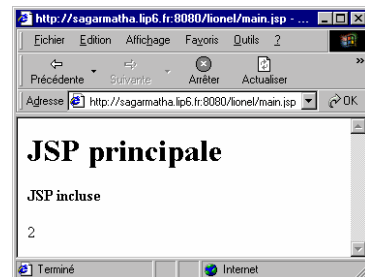 http://sagarmatha.lip6.fr:8080/lionel/main.jsp - ...
Fichier Edition Affichage Favoris Outils ? »
Précédente Suivante Arrêter Actualiser
Adresse http://sagarmatha.lip6.fr:8080/lionel/main.jsp OK
JSP principale
JSP incluse
2
Terminé Internet